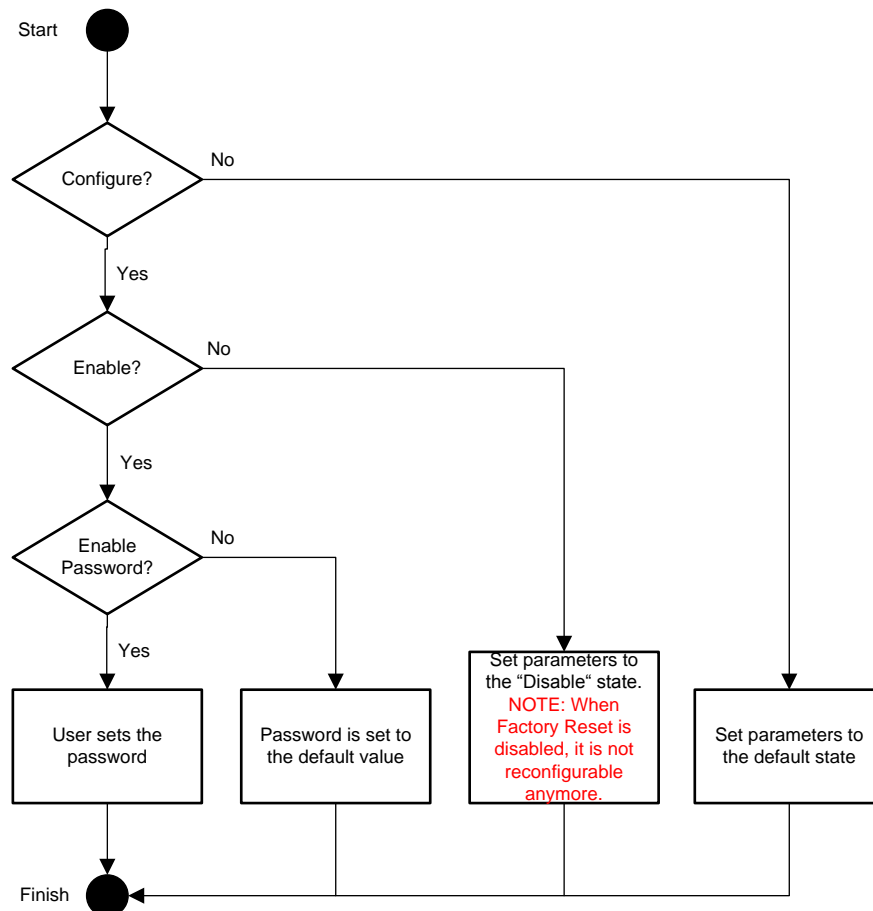 Start
Configure?
No
Yes
Enable?
No
Yes
Enable
Password?
No
Yes
User sets the
password
Password is set to
the default value
Set parameters to
the “Disable“ state.
NOTE: When
Factory Reset is
disabled, it is not
reconfigurable
anymore.
Set parameters to
the default state
Finish